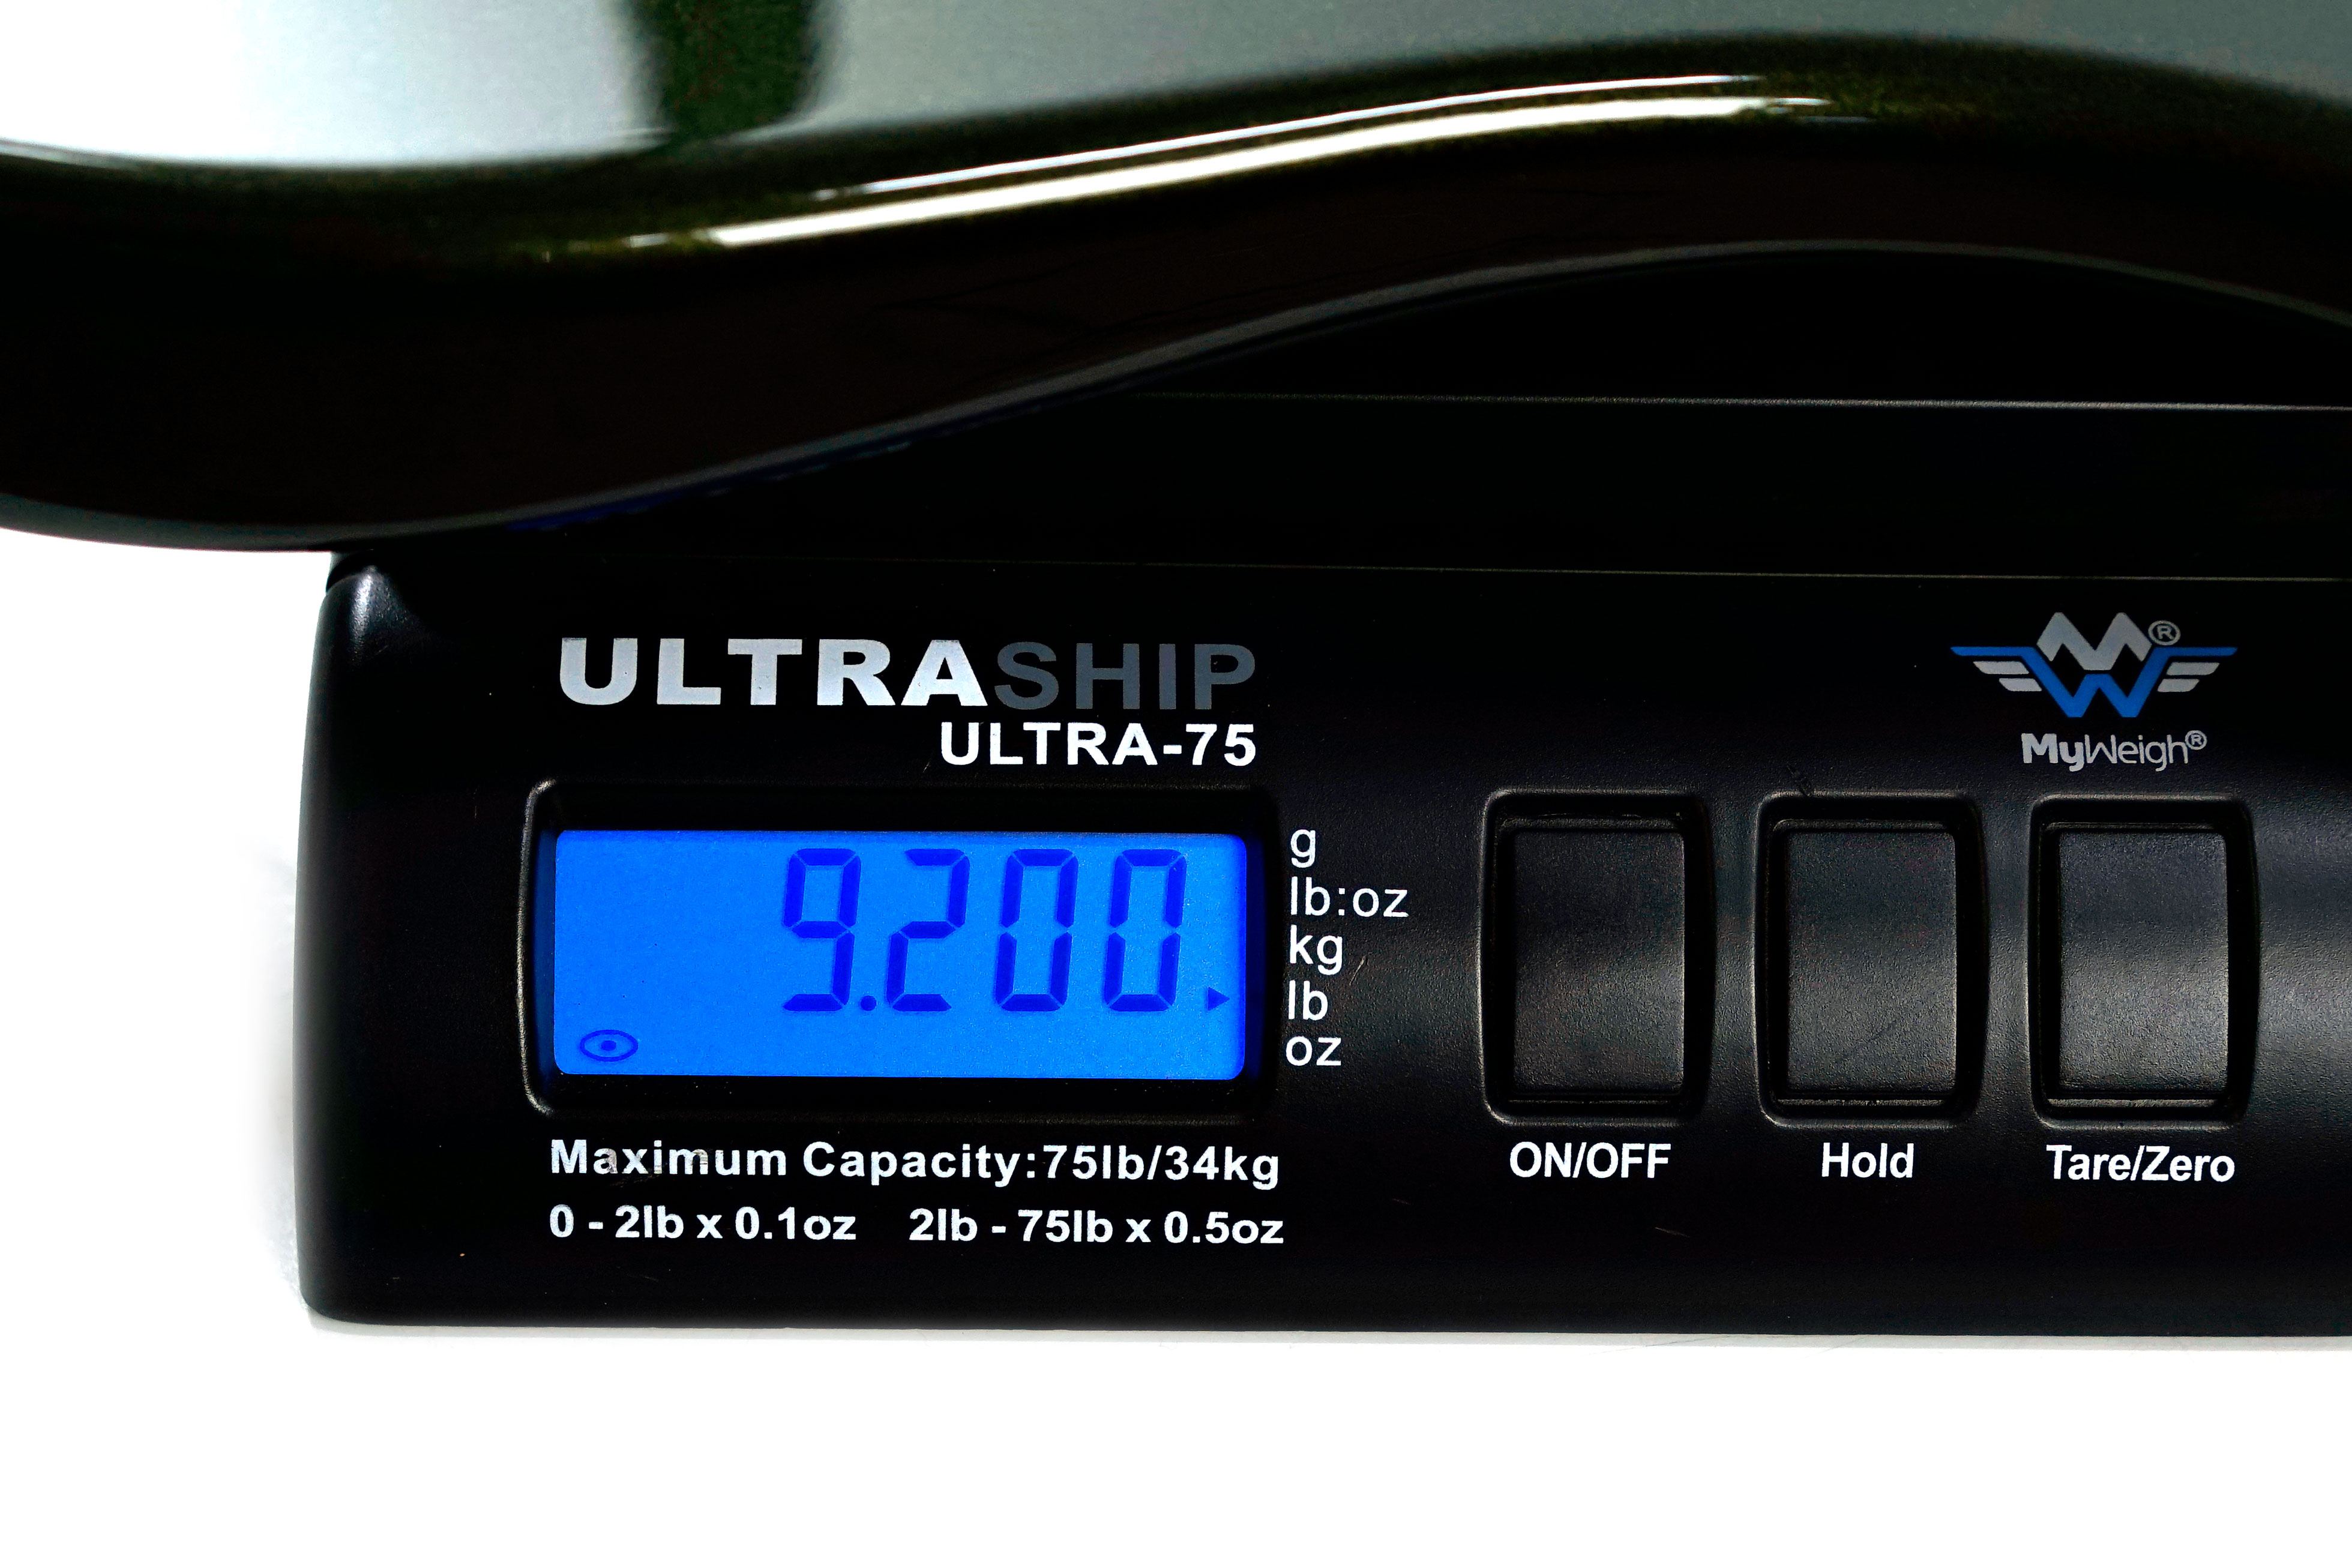 ULTRASHIP
ULTRA-75
MW®
MyWeigh®
9.200
g
lb:oz
kg
lb
oz
ON/OFF
Hold
Tare/Zero
Maximum Capacity:75lb/34kg
0 - 2lb x 0.1oz 2lb - 75lb x 0.5oz